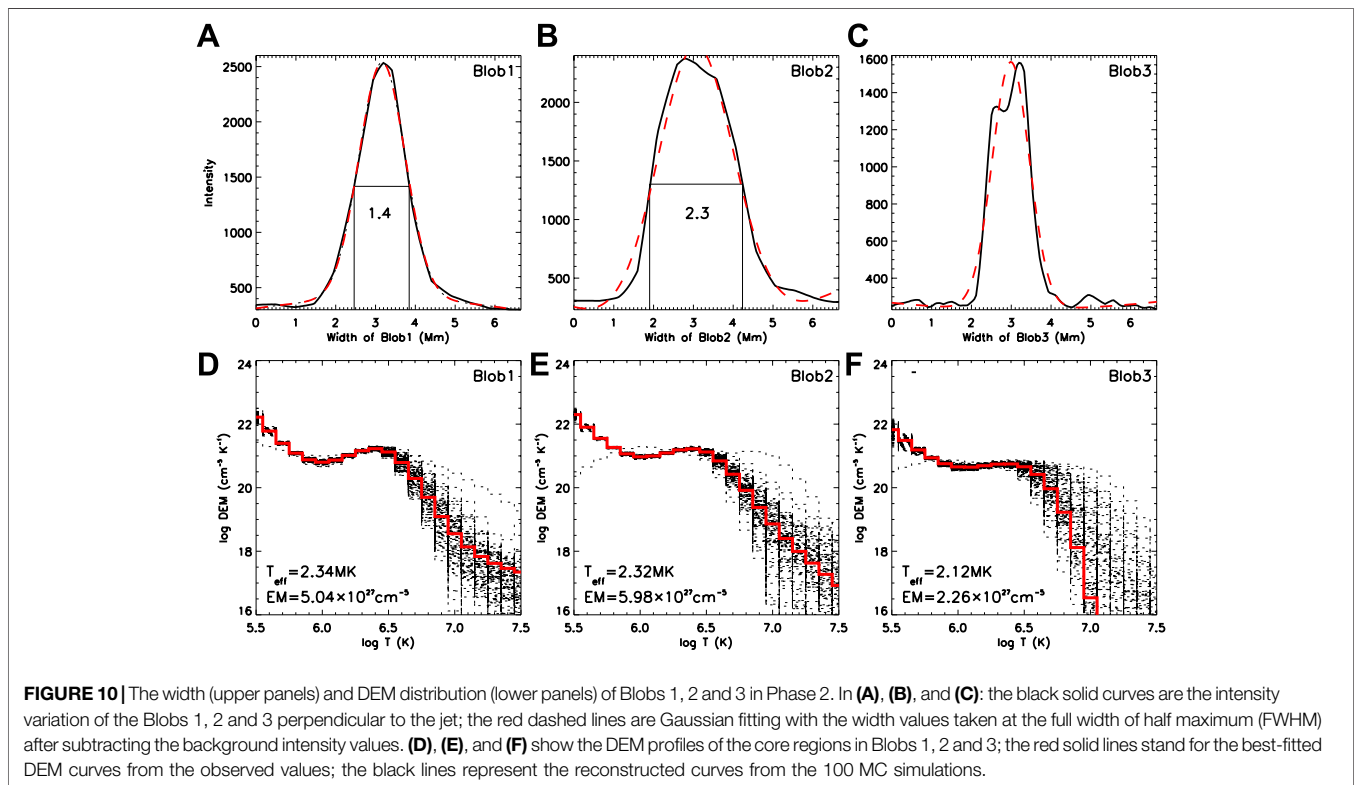 A B C
Blob1 Blob2 Blob3
2500
2000
1500
1000
500
Intensity
1.4
0 1 2 3 4 5 6
Width of Blob1 (Mm)
2000
1500
1000
500
2.3
0 1 2 3 4 5 6
Width of Blob2 (Mm)
1600
1400
1200
1000
800
600
400
0 1 2 3 4 5 6
Width of Blob3 (Mm)
D E F
Blob1
24
22
20
18
16
log DEM (cm⁻⁵ K⁻¹)
T_eff=2.34MK
EM=5.04×10²⁷cm⁻⁵
5.5 6.0 6.5 7.0 7.5
log T (K)
Blob2
24
22
20
18
16
log DEM (cm⁻⁵ K⁻¹)
T_eff=2.32MK
EM=5.98×10²⁷cm⁻⁵
5.5 6.0 6.5 7.0 7.5
log T (K)
Blob3
24
22
20
18
16
log DEM (cm⁻⁵ K⁻¹)
T_eff=2.12MK
EM=2.26×10²⁷cm⁻⁵
5.5 6.0 6.5 7.0 7.5
log T (K)
FIGURE 10 | The width (upper panels) and DEM distribution (lower panels) of Blobs 1, 2 and 3 in Phase 2. In (A), (B), and (C): the black solid curves are the intensity
variation of the Blobs 1, 2 and 3 perpendicular to the jet; the red dashed lines are Gaussian fitting with the width values taken at the full width of half maximum (FWHM)
after subtracting the background intensity values. (D), (E), and (F) show the DEM profiles of the core regions in Blobs 1, 2 and 3; the red solid lines stand for the best-fitted
DEM curves from the observed values; the black lines represent the reconstructed curves from the 100 MC simulations.